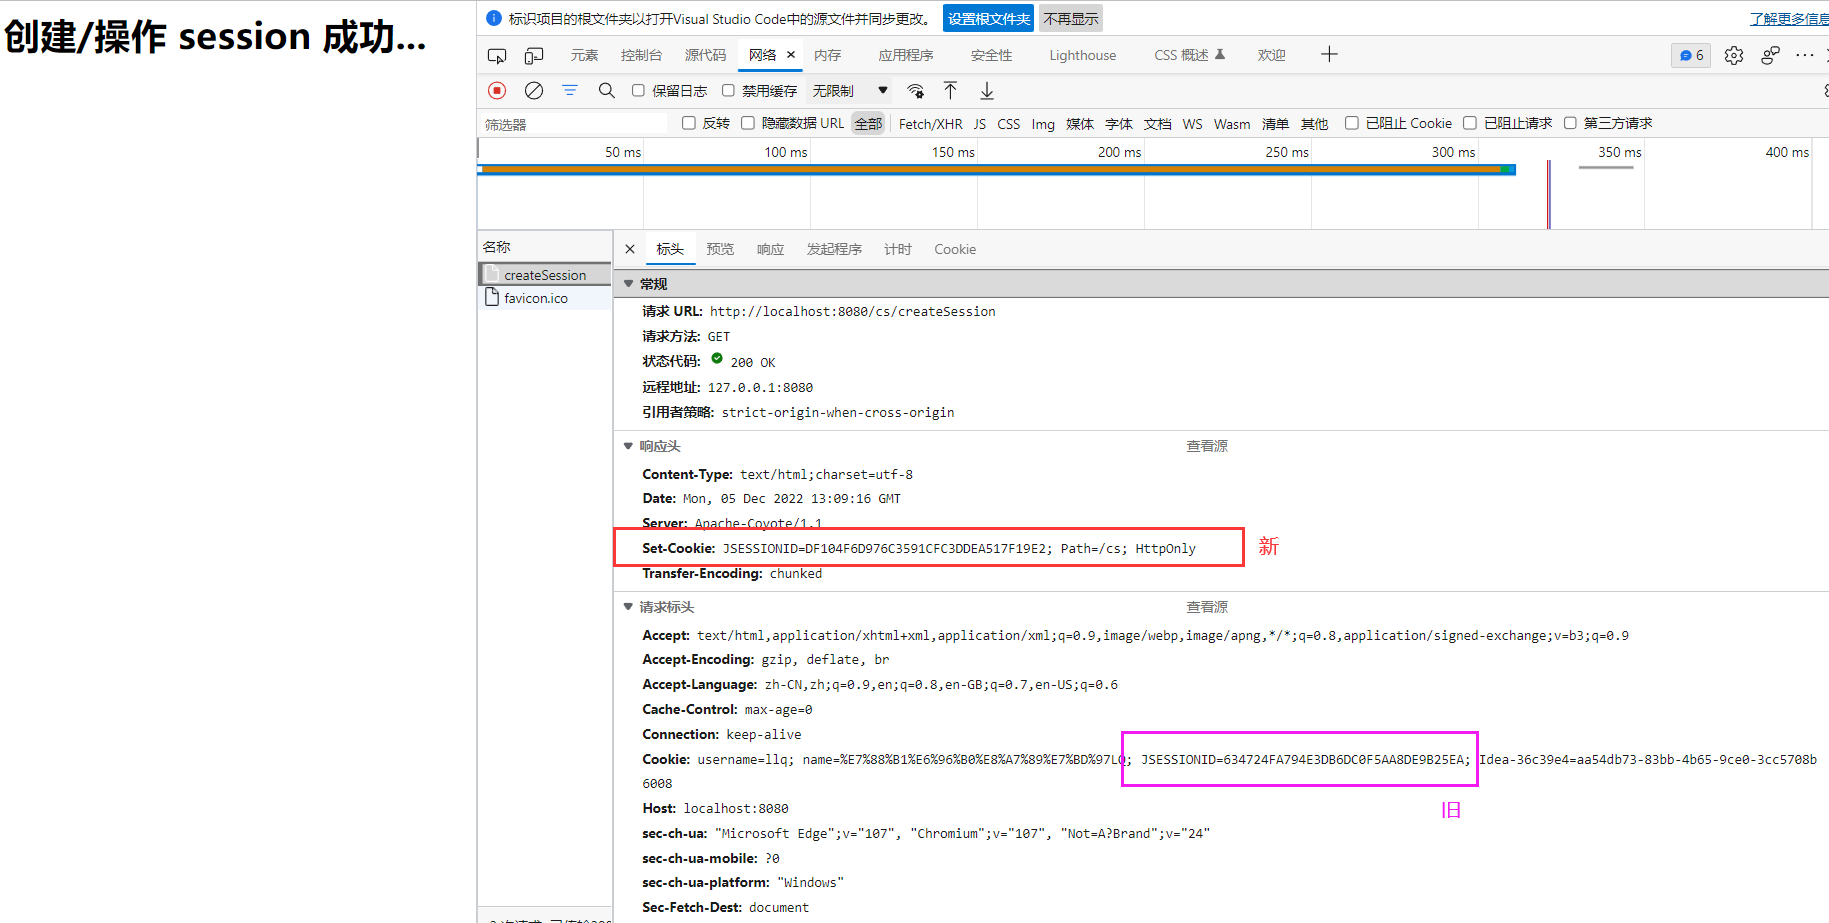 创建/操作 session 成功...
标识项目的根文件夹以打开Visual Studio Code中的源文件并同步更改。 设置根文件夹 不再显示 了解更多信息
元素 控制台 源代码 网络 × 内存 应用程序 安全性 Lighthouse CSS 概述 欢迎 + 6
保留日志 禁用缓存 无限制
筛选器 反转 隐藏数据 URL 全部 Fetch/XHR JS CSS Img 媒体 字体 文档 WS Wasm 清单 其他 已阻止 Cookie 已阻止请求 第三方请求
50 ms 100 ms 150 ms 200 ms 250 ms 300 ms 350 ms 400 ms
名称
createSession
favicon.ico
× 标头 预览 响应 发起程序 计时 Cookie
常规
请求 URL: http://localhost:8080/cs/createSession
请求方法: GET
状态代码: 200 OK
远程地址: 127.0.0.1:8080
引用者策略: strict-origin-when-cross-origin
响应头 查看源
Content-Type: text/html;charset=utf-8
Date: Mon, 05 Dec 2022 13:09:16 GMT
Server: Apache-Coyote/1.1
Set-Cookie: JSESSIONID=DF104F6D976C3591CFC3DDEA517F19E2; Path=/cs; HttpOnly 新
Transfer-Encoding: chunked
请求标头 查看源
Accept: text/html,application/xhtml+xml,application/xml;q=0.9,image/webp,image/apng,*/*;q=0.8,application/signed-exchange;v=b3;q=0.9
Accept-Encoding: gzip, deflate, br
Accept-Language: zh-CN,zh;q=0.9,en;q=0.8,en-GB;q=0.7,en-US;q=0.6
Cache-Control: max-age=0
Connection: keep-alive
Cookie: username=llq; name=%E7%88%B1%E6%96%B0%E8%A7%89%E7%BD%97LQ; JSESSIONID=634724FA794E3DB6DC0F5AA8DE9B25EA; Idea-36c39e4=aa54db73-83bb-4b65-9ce0-3cc5708b
6008
Host: localhost:8080
旧
sec-ch-ua: "Microsoft Edge";v="107", "Chromium";v="107", "Not=A?Brand";v="24"
sec-ch-ua-mobile: ?0
sec-ch-ua-platform: "Windows"
Sec-Fetch-Dest: document